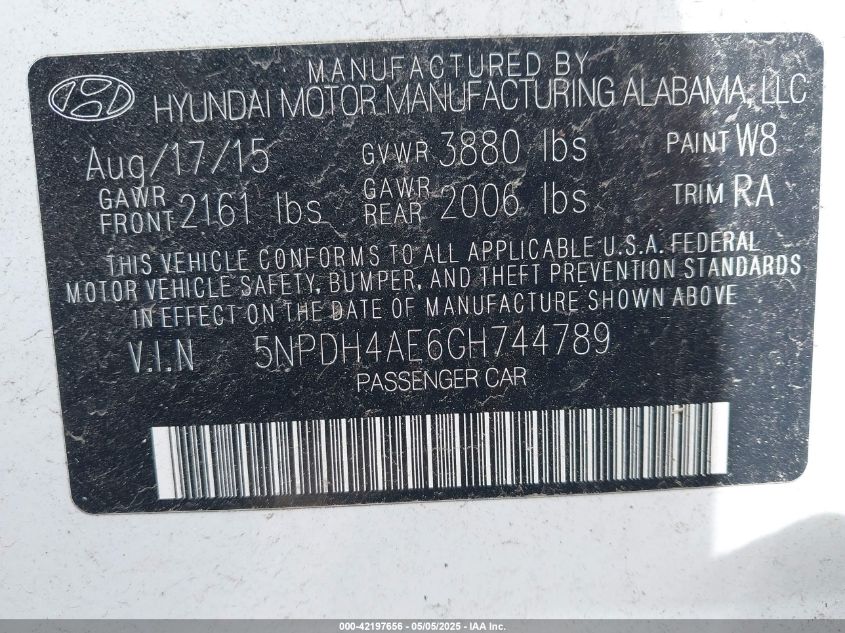 MANUFACTURED BY
HYUNDAI MOTOR MANUFACTURING ALABAMA, LLC
Aug/17/15 GVWR 3880 lbs PAINT W8
GAWR FRONT 2161 lbs GAWR REAR 2006 lbs TRIM RA
THIS VEHICLE CONFORMS TO ALL APPLICABLE U.S.A. FEDERAL
MOTOR VEHICLE SAFETY, BUMPER, AND THEFT PREVENTION STANDARDS
IN EFFECT ON THE DATE OF MANUFACTURE SHOWN ABOVE
V.I.N 5NPDH4AE6GH744789
PASSENGER CAR
000-42197656 - 05/05/2025 - IAA Inc.